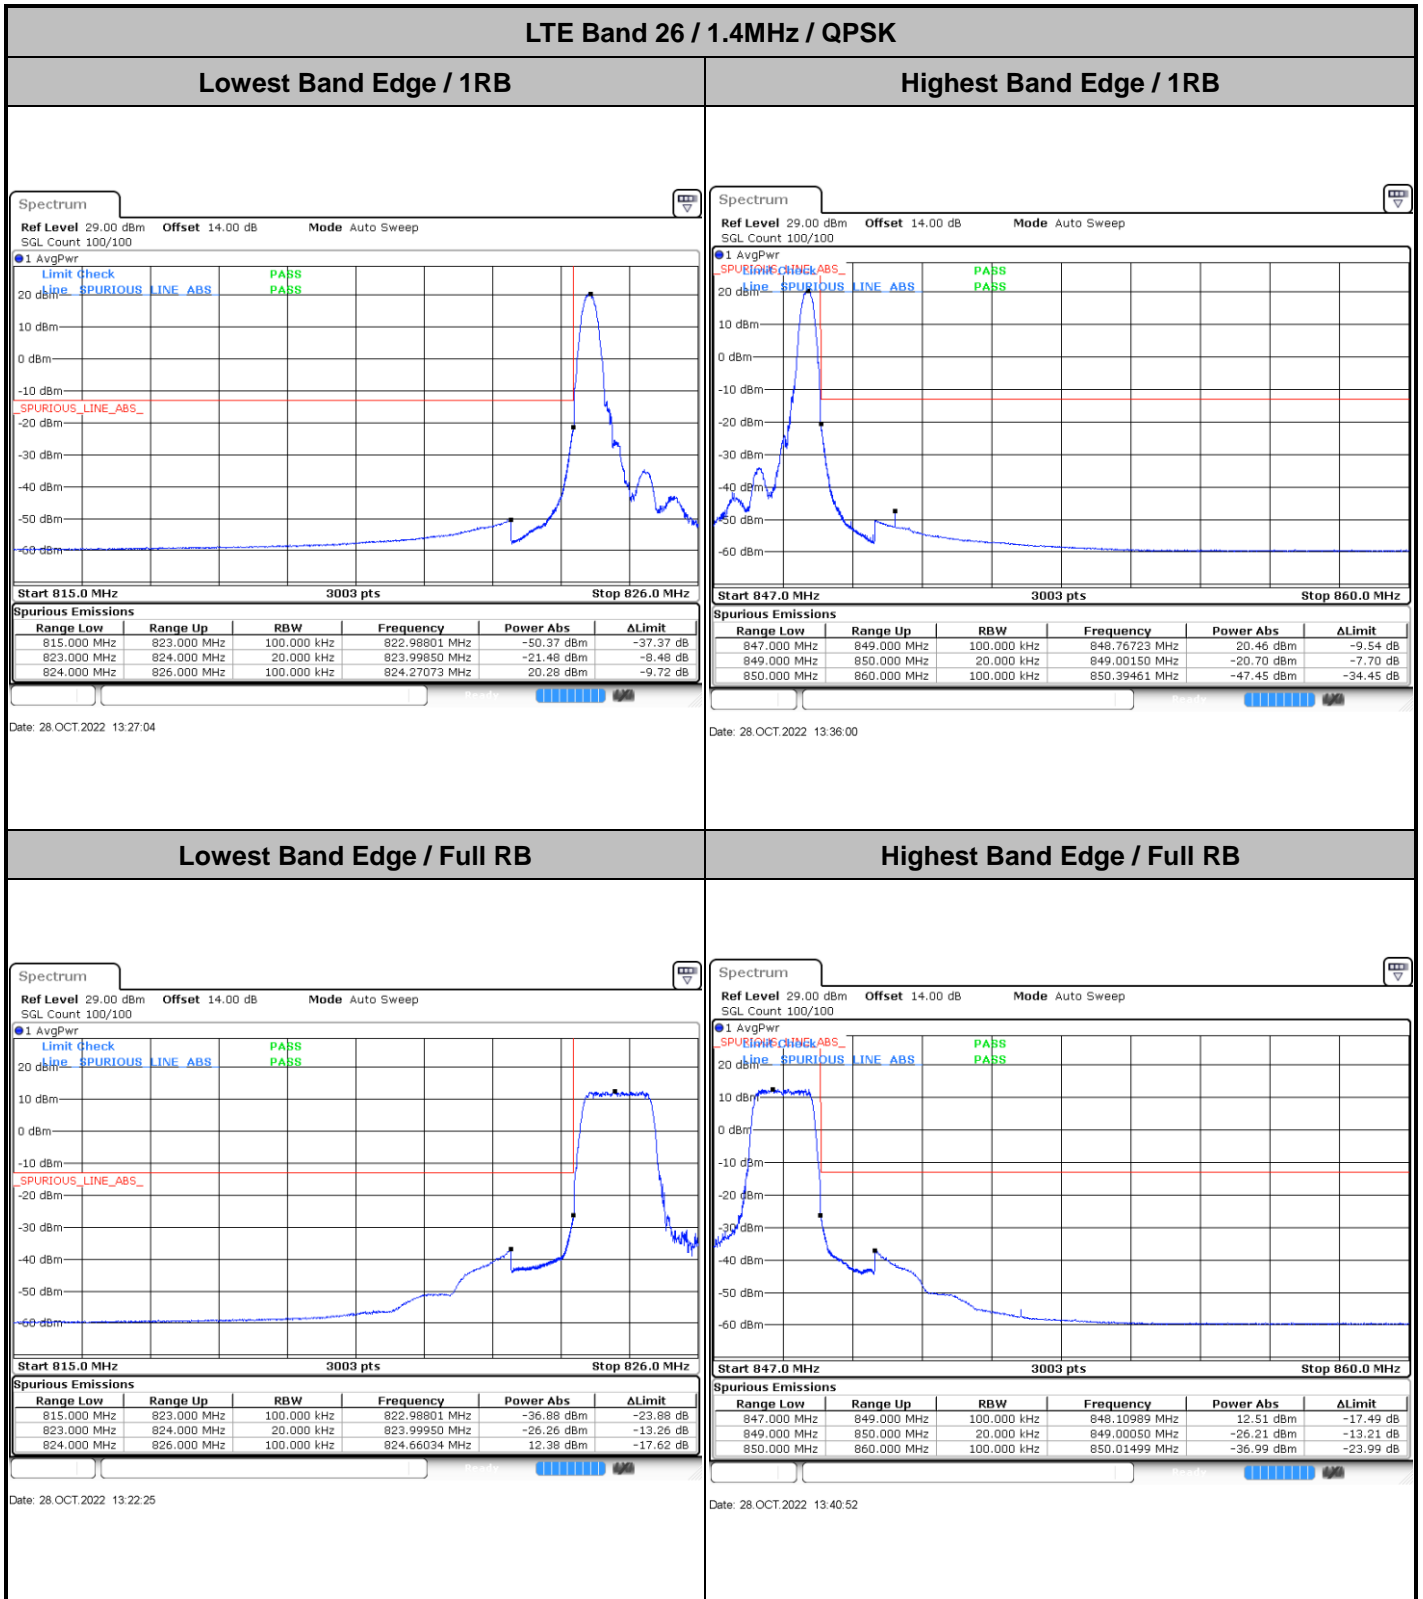 LTE Band 26 / 1.4MHz / QPSK
Lowest Band Edge / 1RB
Highest Band Edge / 1RB
Spectrum
Ref Level 29.00 dBm Offset 14.00 dB Mode Auto Sweep
SGL Count 100/100
1 AvgPwr
Limit Check PASS
Line _SPURIOUS_LINE_ABS_ PASS
20 dBm
10 dBm
0 dBm
-10 dBm
_SPURIOUS_LINE_ABS_
-20 dBm
-30 dBm
-40 dBm
-50 dBm
-60 dBm
Start 815.0 MHz 3003 pts Stop 826.0 MHz
Spurious Emissions
Range Low Range Up RBW Frequency Power Abs ΔLimit
815.000 MHz 823.000 MHz 100.000 kHz 822.98801 MHz -50.37 dBm -37.37 dB
823.000 MHz 824.000 MHz 20.000 kHz 823.99850 MHz -21.48 dBm -8.48 dB
824.000 MHz 826.000 MHz 100.000 kHz 824.27073 MHz 20.28 dBm -9.72 dB
Ready
Date: 28.OCT.2022 13:27:04
Spectrum
Ref Level 29.00 dBm Offset 14.00 dB Mode Auto Sweep
SGL Count 100/100
1 AvgPwr
_SPURIOUS_LINE_ABS_
Limit Check PASS
Line _SPURIOUS_LINE_ABS_ PASS
20 dBm
10 dBm
0 dBm
-10 dBm
-20 dBm
-30 dBm
-40 dBm
-50 dBm
-60 dBm
Start 847.0 MHz 3003 pts Stop 860.0 MHz
Spurious Emissions
Range Low Range Up RBW Frequency Power Abs ΔLimit
847.000 MHz 849.000 MHz 100.000 kHz 848.76723 MHz 20.46 dBm -9.54 dB
849.000 MHz 850.000 MHz 20.000 kHz 849.00150 MHz -20.70 dBm -7.70 dB
850.000 MHz 860.000 MHz 100.000 kHz 850.39461 MHz -47.45 dBm -34.45 dB
Ready
Date: 28.OCT.2022 13:36:00
Lowest Band Edge / Full RB
Highest Band Edge / Full RB
Spectrum
Ref Level 29.00 dBm Offset 14.00 dB Mode Auto Sweep
SGL Count 100/100
1 AvgPwr
Limit Check PASS
Line _SPURIOUS_LINE_ABS_ PASS
20 dBm
10 dBm
0 dBm
-10 dBm
_SPURIOUS_LINE_ABS_
-20 dBm
-30 dBm
-40 dBm
-50 dBm
-60 dBm
Start 815.0 MHz 3003 pts Stop 826.0 MHz
Spurious Emissions
Range Low Range Up RBW Frequency Power Abs ΔLimit
815.000 MHz 823.000 MHz 100.000 kHz 822.98801 MHz -36.88 dBm -23.88 dB
823.000 MHz 824.000 MHz 20.000 kHz 823.99950 MHz -26.26 dBm -13.26 dB
824.000 MHz 826.000 MHz 100.000 kHz 824.66034 MHz 12.38 dBm -17.62 dB
Ready
Date: 28.OCT.2022 13:22:25
Spectrum
Ref Level 29.00 dBm Offset 14.00 dB Mode Auto Sweep
SGL Count 100/100
1 AvgPwr
_SPURIOUS_LINE_ABS_
Limit Check PASS
Line _SPURIOUS_LINE_ABS_ PASS
20 dBm
10 dBm
0 dBm
-10 dBm
-20 dBm
-30 dBm
-40 dBm
-50 dBm
-60 dBm
Start 847.0 MHz 3003 pts Stop 860.0 MHz
Spurious Emissions
Range Low Range Up RBW Frequency Power Abs ΔLimit
847.000 MHz 849.000 MHz 100.000 kHz 848.10989 MHz 12.51 dBm -17.49 dB
849.000 MHz 850.000 MHz 20.000 kHz 849.00050 MHz -26.21 dBm -13.21 dB
850.000 MHz 860.000 MHz 100.000 kHz 850.01499 MHz -36.99 dBm -23.99 dB
Ready
Date: 28.OCT.2022 13:40:52